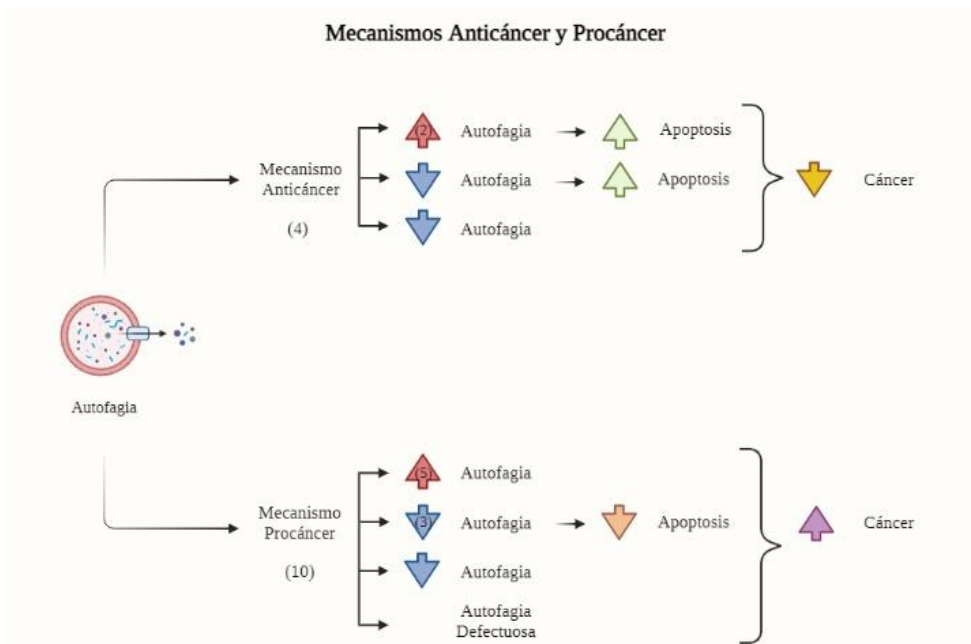 Mecanismos Anticáncer y Procáncer
(2) Autofagia Apoptosis
Mecanismo
Anticáncer
Autofagia Apoptosis
Cáncer
(4)
Autofagia
Autofagia
(5) Autofagia
Mecanismo
Procáncer
(3) Autofagia Apoptosis
Cáncer
(10)
Autofagia
Autofagia
Defectuosa